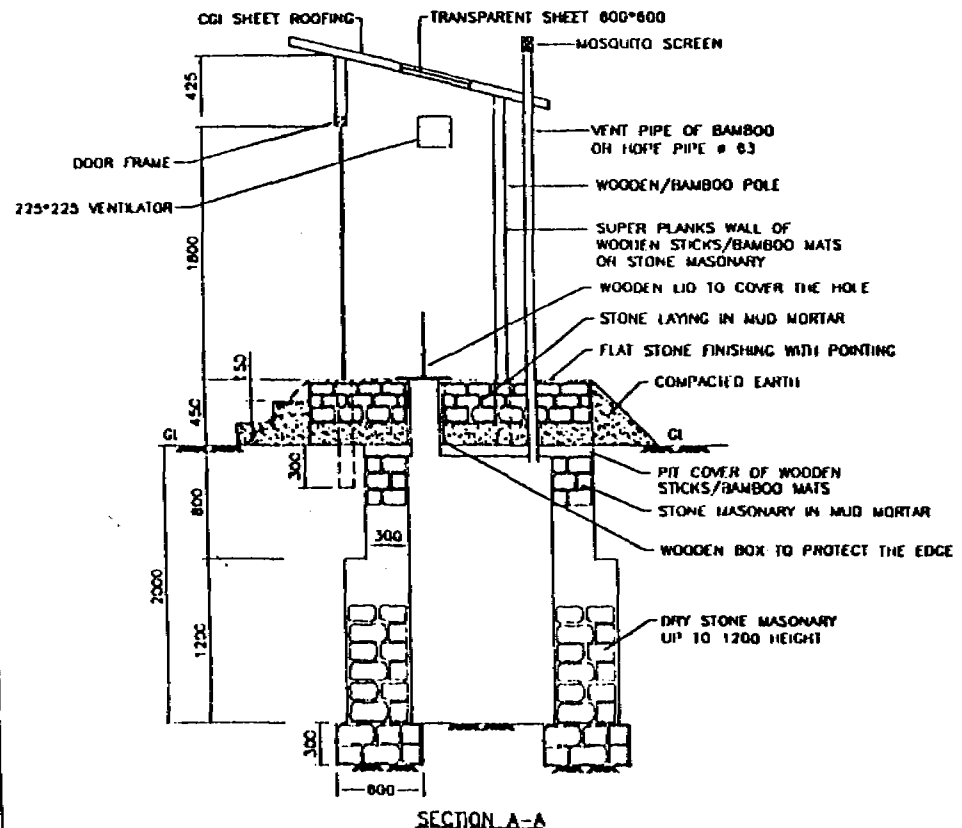 CGI SHEET ROOFING
TRANSPARENT SHEET 600*600
MOSQUITO SCREEN
425
VENT PIPE OF BAMBOO
OR HOPE PIPE ø 63
DOOR FRAME
WOODEN/BAMBOO POLE
225*225 VENTILATOR
1800
SUPER PLANKS WALL OF
WOODEN STICKS/BAMBOO MATS
OR STONE MASONARY
WOODEN LID TO COVER THE HOLE
STONE LAYING IN MUD MORTAR
FLAT STONE FINISHING WITH POINTING
150
COMPACTED EARTH
450
GL
GL
300
PIT COVER OF WOODEN
STICKS/BAMBOO MATS
800
STONE MASONARY IN MUD MORTAR
300
WOODEN BOX TO PROTECT THE EDGE
2000
1200
DRY STONE MASONARY
UP TO 1200 HEIGHT
300
600
SECTION A-A